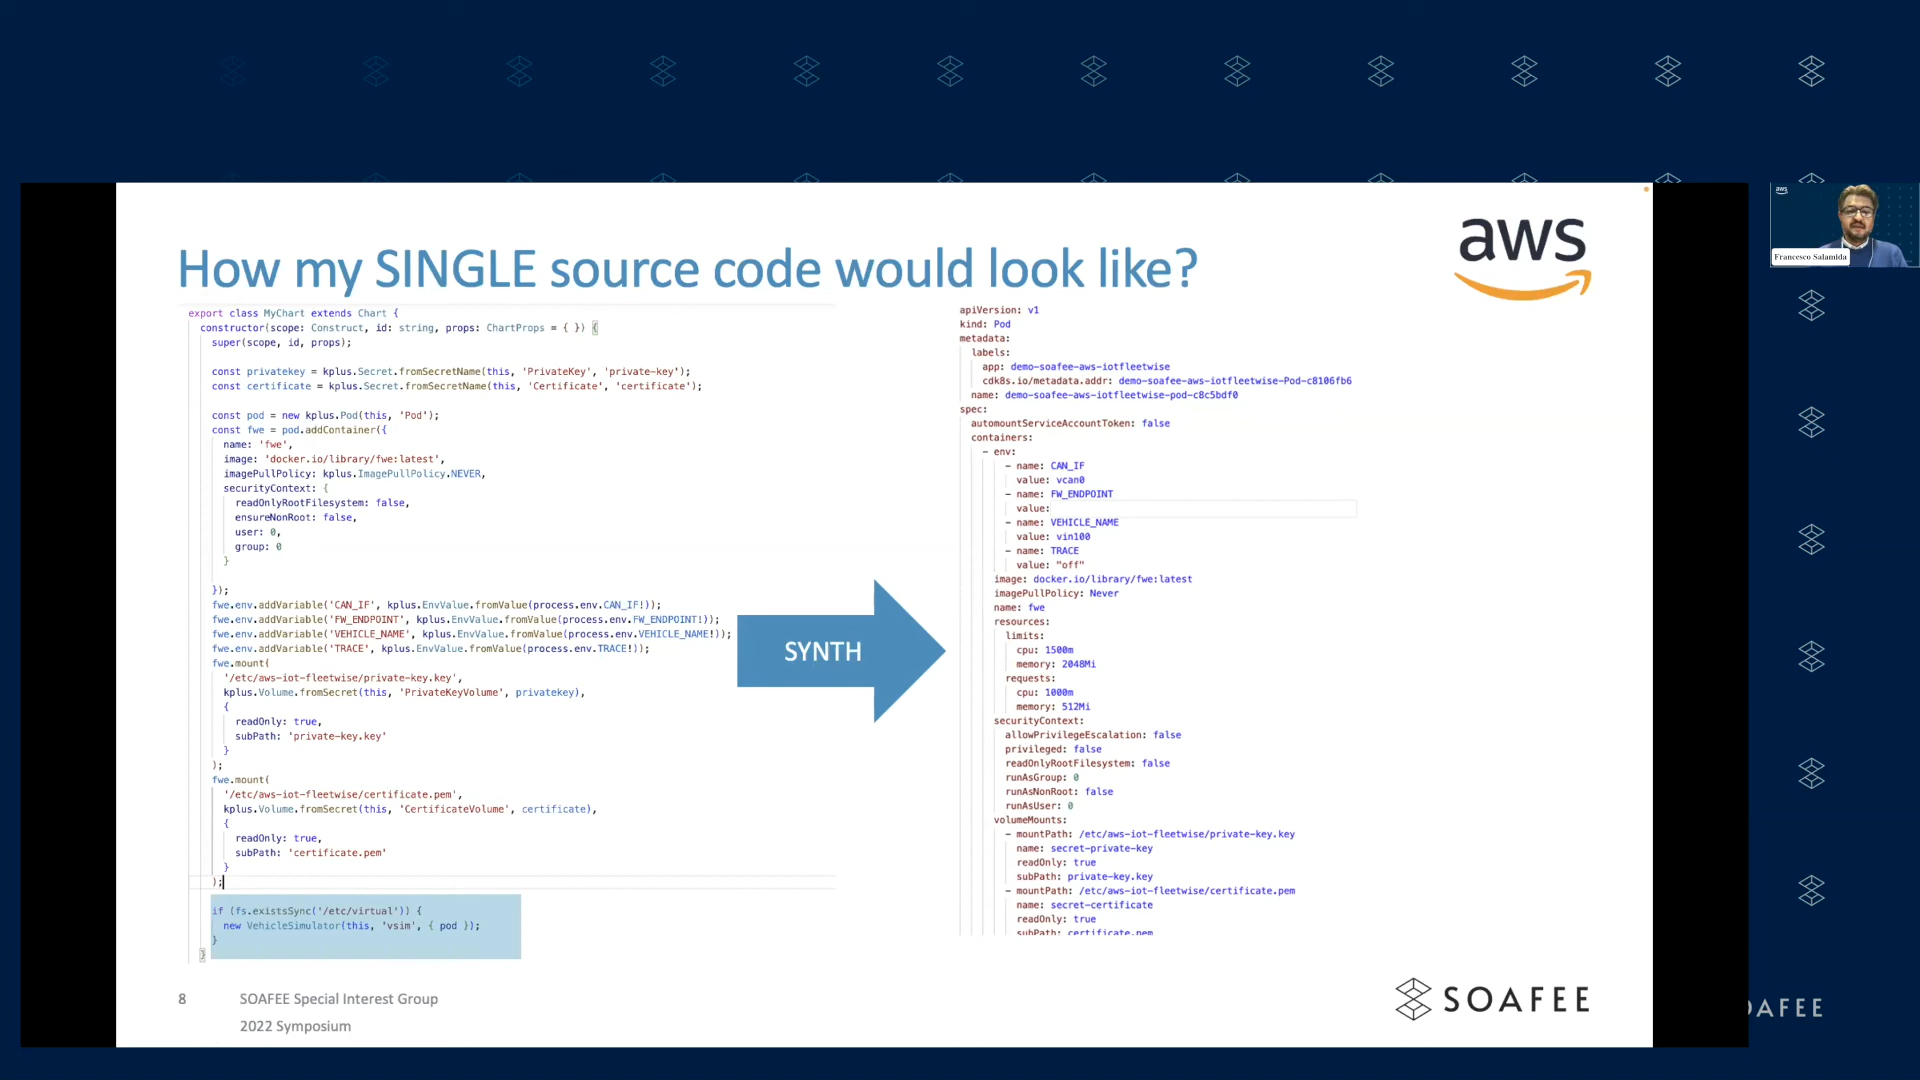 aws
How my SINGLE source code would look like?
export class MyChart extends Chart {
constructor(scope: Construct, id: string, props: ChartProps = { }) {
super(scope, id, props);
const privatekey = kplus.Secret.fromSecretName(this, 'PrivateKey', 'private-key');
const certificate = kplus.Secret.fromSecretName(this, 'Certificate', 'certificate');
const pod = new kplus.Pod(this, 'Pod');
const fwe = pod.addContainer({
name: 'fwe',
image: 'docker.io/library/fwe:latest',
imagePullPolicy: kplus.ImagePullPolicy.NEVER,
securityContext: {
readOnlyRootFilesystem: false,
ensureNonRoot: false,
user: 0,
group: 0
}
});
fwe.env.addVariable('CAN_IF', kplus.EnvValue.fromValue(process.env.CAN_IF!));
fwe.env.addVariable('FW_ENDPOINT', kplus.EnvValue.fromValue(process.env.FW_ENDPOINT!));
fwe.env.addVariable('VEHICLE_NAME', kplus.EnvValue.fromValue(process.env.VEHICLE_NAME!));
fwe.env.addVariable('TRACE', kplus.EnvValue.fromValue(process.env.TRACE!));
fwe.mount(
'/etc/aws-iot-fleetwise/private-key.key',
kplus.Volume.fromSecret(this, 'PrivateKeyVolume', privatekey),
{
readOnly: true,
subPath: 'private-key.key'
}
);
fwe.mount(
'/etc/aws-iot-fleetwise/certificate.pem',
kplus.Volume.fromSecret(this, 'CertificateVolume', certificate),
{
readOnly: true,
subPath: 'certificate.pem'
}
);
if (fs.existsSync('/etc/virtual')) {
new VehicleSimulator(this, 'vsim', { pod });
}
SYNTH
apiVersion: v1
kind: Pod
metadata:
labels:
app: demo-soafee-aws-iotfleetwise
cdk8s.io/metadata.addr: demo-soafee-aws-iotfleetwise-Pod-c8106fb6
name: demo-soafee-aws-iotfleetwise-pod-c8c5bdf0
spec:
automountServiceAccountToken: false
containers:
- env:
- name: CAN_IF
value: vcan0
- name: FW_ENDPOINT
value:
- name: VEHICLE_NAME
value: vin100
- name: TRACE
value: "off"
image: docker.io/library/fwe:latest
imagePullPolicy: Never
name: fwe
resources:
limits:
cpu: 1500m
memory: 2048Mi
requests:
cpu: 1000m
memory: 512Mi
securityContext:
allowPrivilegeEscalation: false
privileged: false
readOnlyRootFilesystem: false
runAsGroup: 0
runAsNonRoot: false
runAsUser: 0
volumeMounts:
- mountPath: /etc/aws-iot-fleetwise/private-key.key
name: secret-private-key
readOnly: true
subPath: private-key.key
- mountPath: /etc/aws-iot-fleetwise/certificate.pem
name: secret-certificate
readOnly: true
subPath: certificate.pem
8
SOAFEE Special Interest Group
2022 Symposium
SOAFEE
aws
Francesco Salamida
OAFEE